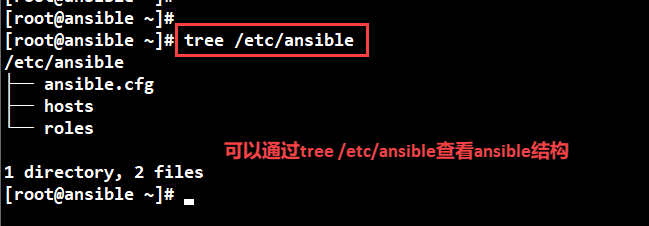 [root@ansible ~]#
[root@ansible ~]#
[root@ansible ~]# tree /etc/ansible
/etc/ansible
├── ansible.cfg
├── hosts
└── roles
可以通过tree /etc/ansible查看ansible结构
1 directory, 2 files
[root@ansible ~]#